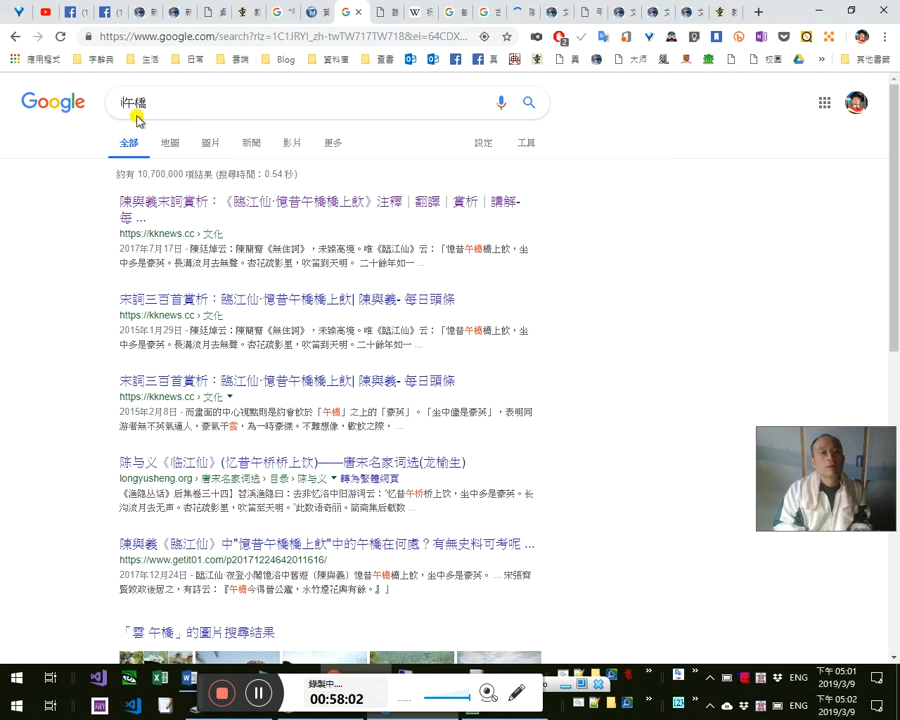 https://www.google.com/search?rlz=1C1JRYI_zh-twTW717TW718&ei=64CDX...
應用程式 字辭典 生活 日常 雲端 Blog 資料庫 叢書 真 異 大师 校園 其他書籤
Google
午橋
全部 地圖 圖片 新聞 影片 更多 設定 工具
約有 10,700,000 項結果 (搜尋時間:0.54 秒)
陳與義宋詞賞析:《臨江仙·憶昔午橋橋上飲》注釋|翻譯|賞析|講解-
每 ...
https://kknews.cc › 文化
2017年7月17日 - 陳廷焯云:陳簡齋《無住詞》,未臻高境。唯《臨江仙》云:「憶昔午橋橋上飲,坐
中多是豪英。長溝流月去無聲。杏花疏影里,吹笛到天明。 二十餘年如一 ...
宋詞三百首賞析:臨江仙·憶昔午橋橋上飲| 陳與義- 每日頭條
https://kknews.cc › 文化
2015年1月29日 - 陳廷焯云:陳簡齋《無住詞》,未臻高境。唯《臨江仙》云:「憶昔午橋橋上飲,坐
中多是豪英。長溝流月去無聲。杏花疏影里,吹笛到天明。二十餘年如一 ...
宋詞三百首賞析:臨江仙·憶昔午橋橋上飲| 陳與義- 每日頭條
https://kknews.cc › 文化
2015年2月8日 - 而畫面的中心視點則是約會飲於「午橋」之上的「豪英」。「坐中儘是豪英」,表明同
游者無不英氣逼人,豪氣干雲,為一時豪傑。不難想像,歡飲之際, ...
陈与义《临江仙》(忆昔午桥桥上饮)——唐宋名家词选(龙榆生)
longyusheng.org › 唐宋名家词选 › 目录 › 陈与义 轉為繁體網頁
《渔隐丛话》后集卷三十四】苕溪渔隐曰:去非忆洛中旧游词云:"忆昔午桥桥上饮,坐中多是豪英。长
沟流月去无声。杏花疏影里,吹笛至天明。"此数语奇丽。简斋集后载数 ...
陳與義《臨江仙》中"憶昔午橋橋上飲"中的午橋在何處?有無史料可考呢 ...
https://www.getit01.com/p20171224642011616/
2017年12月24日 - 臨江仙·夜登小閣憶洛中舊遊(陳與義)憶昔午橋橋上飲,坐中多是豪英。 ... 宋張齊
賢致政後居之,有詩云:『午橋今得晉公廬,水竹煙花興有餘。』」
「雲 午橋」的圖片搜尋結果
錄製中....
00:58:02
ENG
下午 05:01
2019/3/9
ENG
下午 05:02
2019/3/9